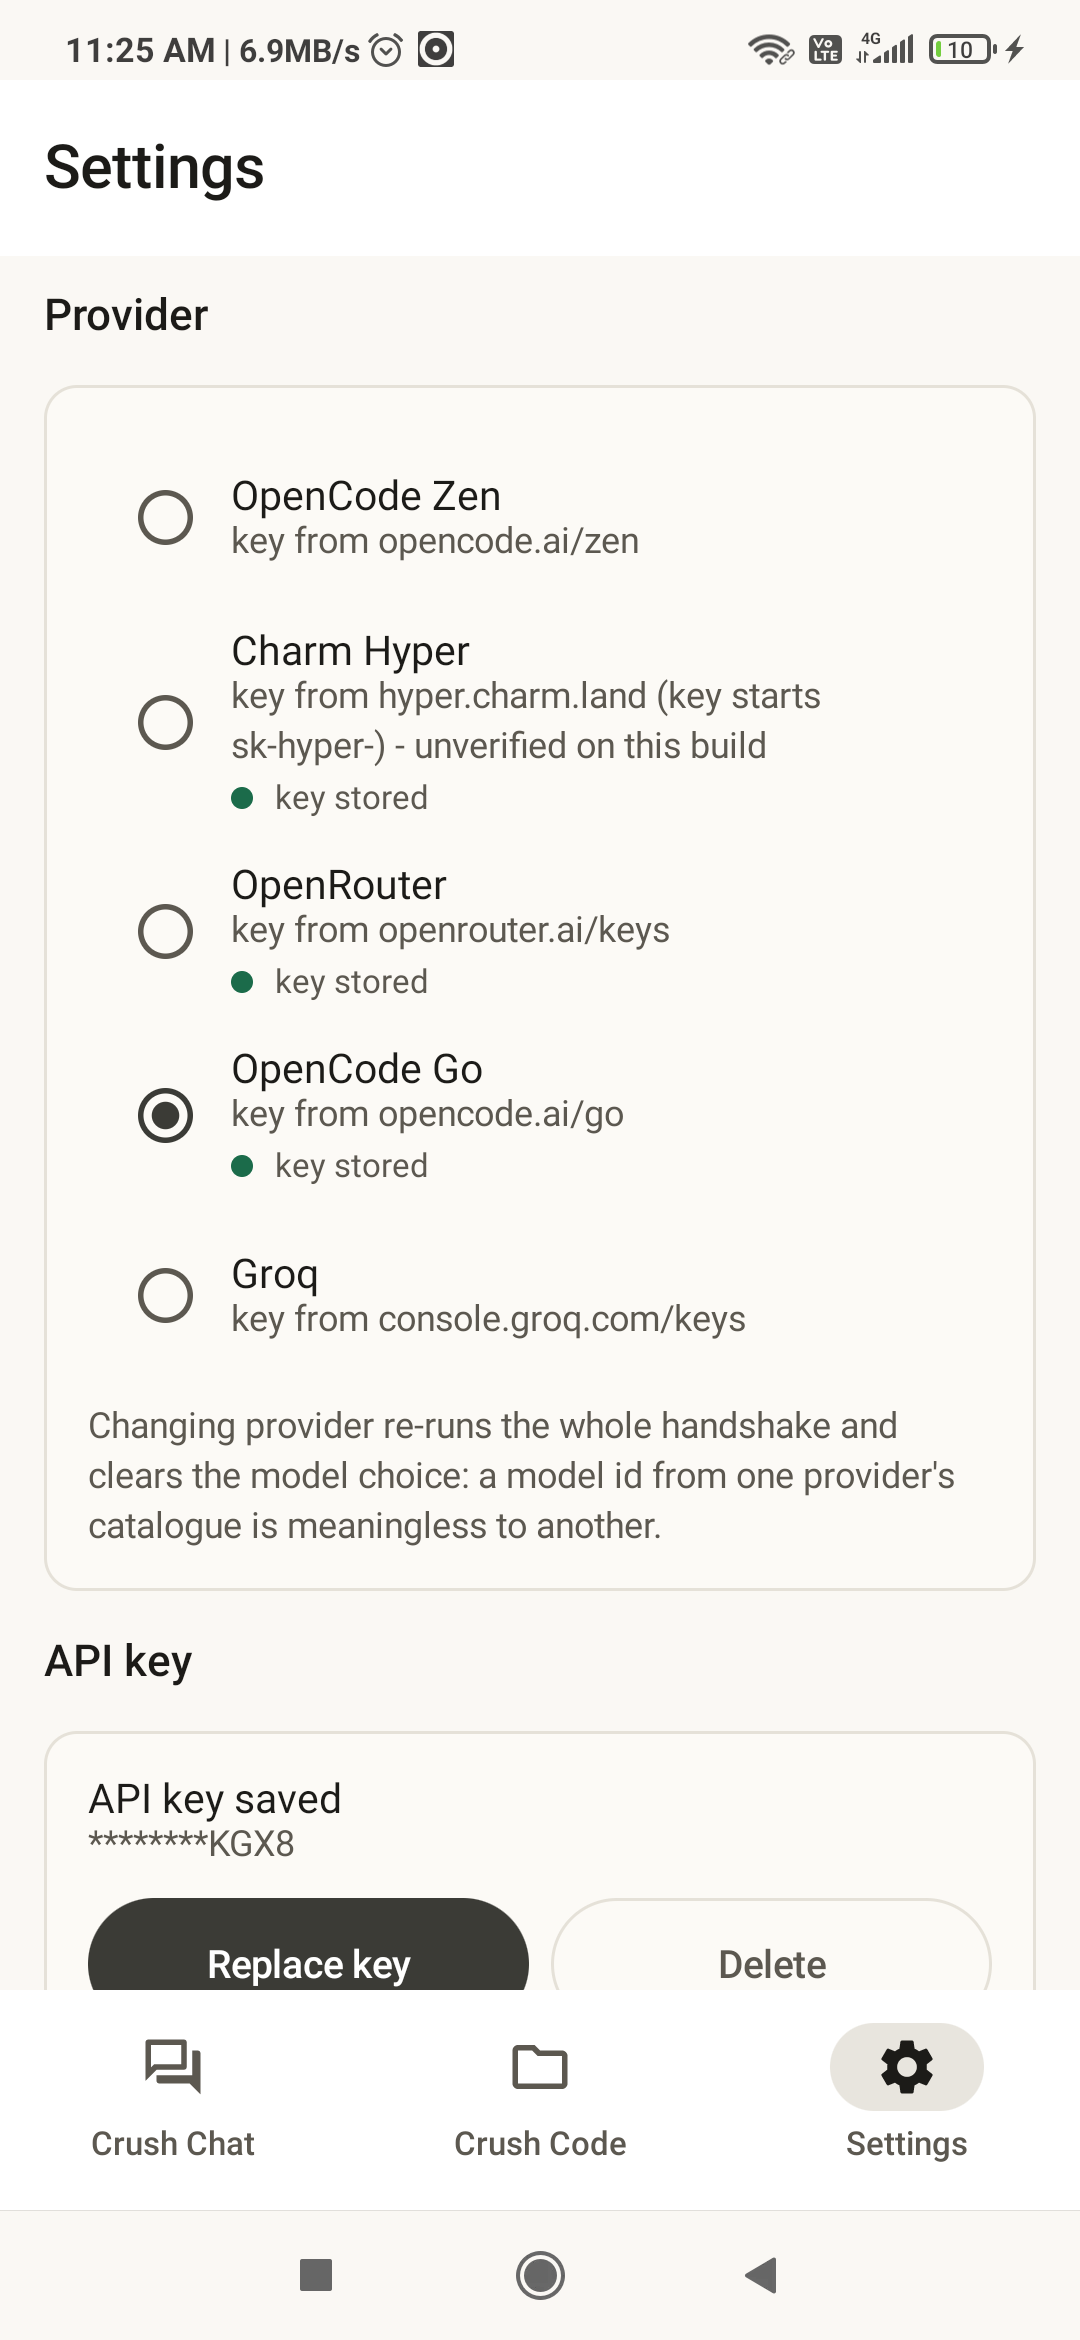 11:25 AM | 6.9MB/s
Vo LTE 4G 10
Settings
Provider
OpenCode Zen
key from opencode.ai/zen
Charm Hyper
key from hyper.charm.land (key starts
sk-hyper-) - unverified on this build
key stored
OpenRouter
key from openrouter.ai/keys
key stored
OpenCode Go
key from opencode.ai/go
key stored
Groq
key from console.groq.com/keys
Changing provider re-runs the whole handshake and
clears the model choice: a model id from one provider's
catalogue is meaningless to another.
API key
API key saved
********KGX8
Replace key
Delete
Crush Chat
Crush Code
Settings